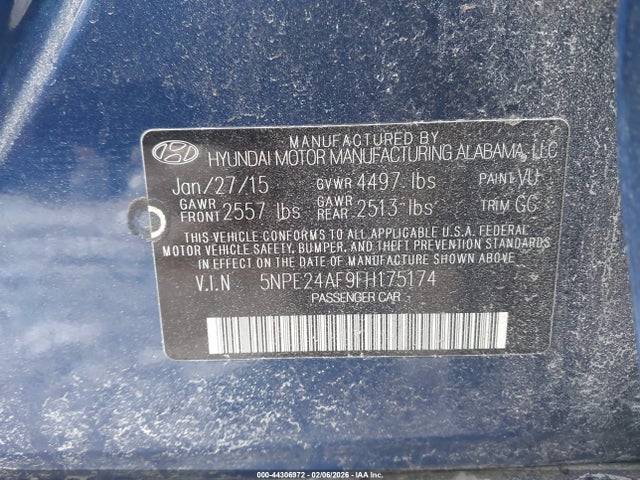 MANUFACTURED BY
HYUNDAI MOTOR MANUFACTURING ALABAMA, LLC
Jan/27/15 GVWR 4497 lbs PAINT VU
GAWR FRONT 2557 lbs GAWR REAR 2513 lbs TRIM GC
THIS VEHICLE CONFORMS TO ALL APPLICABLE U.S.A. FEDERAL
MOTOR VEHICLE SAFETY, BUMPER, AND THEFT PREVENTION STANDARDS
IN EFFECT ON THE DATE OF MANUFACTURE SHOWN ABOVE.
V.I.N 5NPE24AF9FH175174
PASSENGER CAR
000-44306972 - 02/06/2026 - IAA Inc.